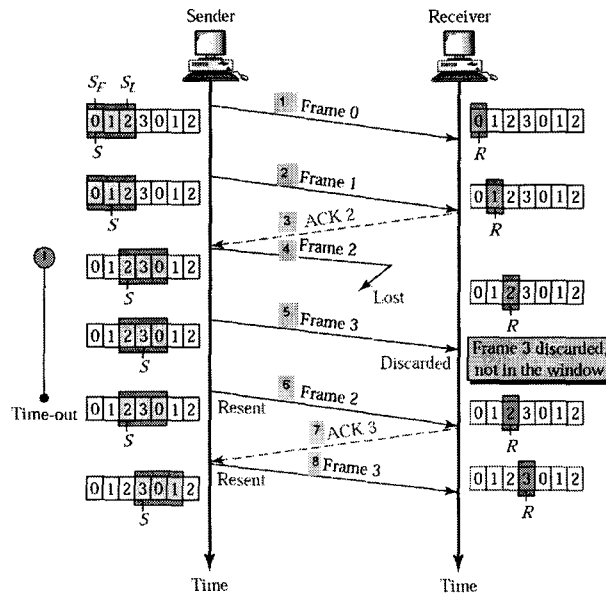 Sender
Receiver
S_F S_L
0 1 2 3 0 1 2
S
1 Frame 0
0 1 2 3 0 1 2
R
0 1 2 3 0 1 2
S
2 Frame 1
0 1 2 3 0 1 2
R
3 ACK 2
0 1 2 3 0 1 2
S
4 Frame 2
Lost
0 1 2 3 0 1 2
R
0 1 2 3 0 1 2
S
5 Frame 3
Discarded
Frame 3 discarded,
not in the window
Time-out
0 1 2 3 0 1 2
S
Resent
6 Frame 2
0 1 2 3 0 1 2
R
7 ACK 3
0 1 2 3 0 1 2
S
Resent
8 Frame 3
0 1 2 3 0 1 2
R
Time
Time